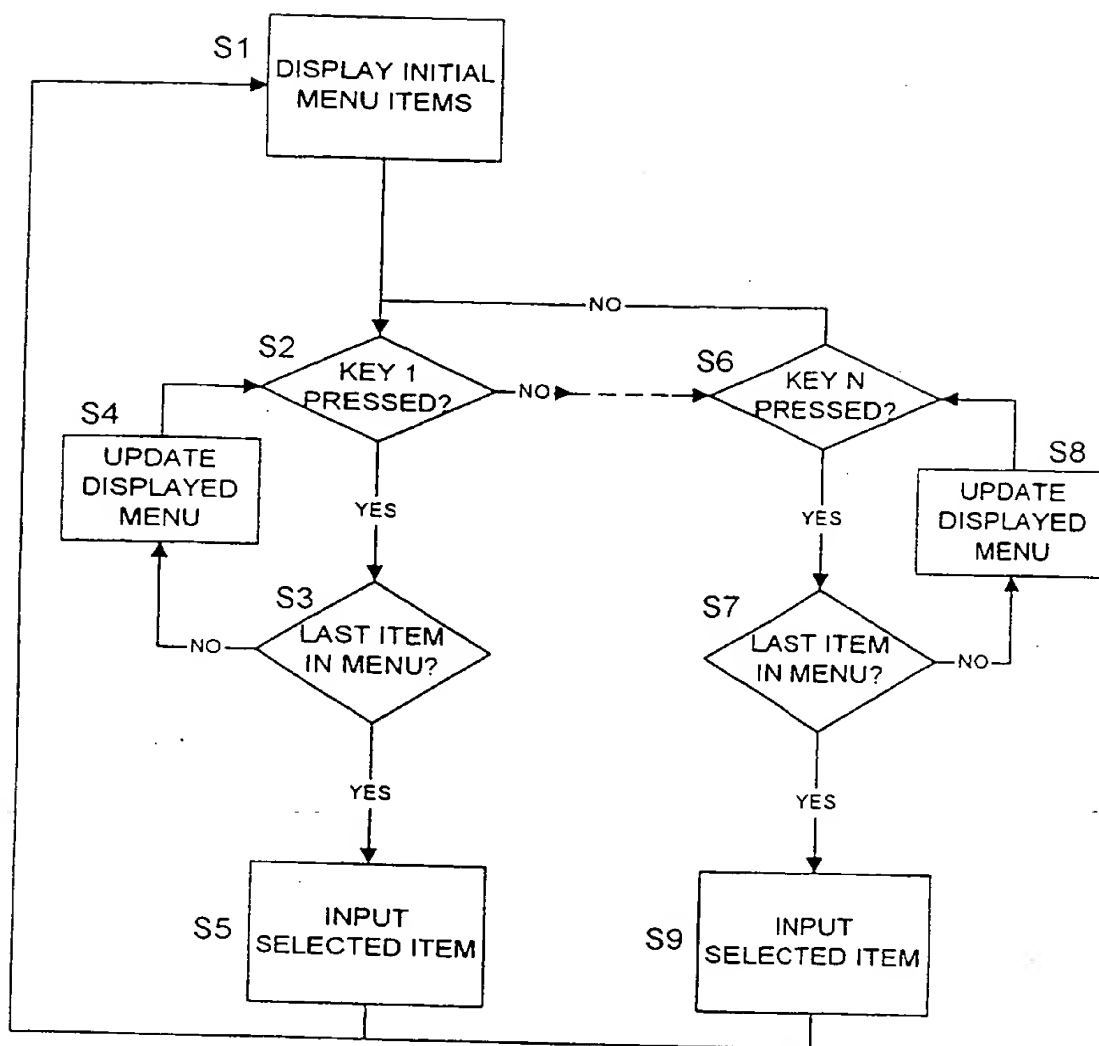 S1
DISPLAY INITIAL
MENU ITEMS
NO
S2
KEY 1
PRESSED?
NO
S6
KEY N
PRESSED?
S4
UPDATE
DISPLAYED
MENU
YES
YES
S8
UPDATE
DISPLAYED
MENU
S3
LAST ITEM
IN MENU?
NO
S7
LAST ITEM
IN MENU?
NO
YES
YES
S5
INPUT
SELECTED ITEM
S9
INPUT
SELECTED ITEM